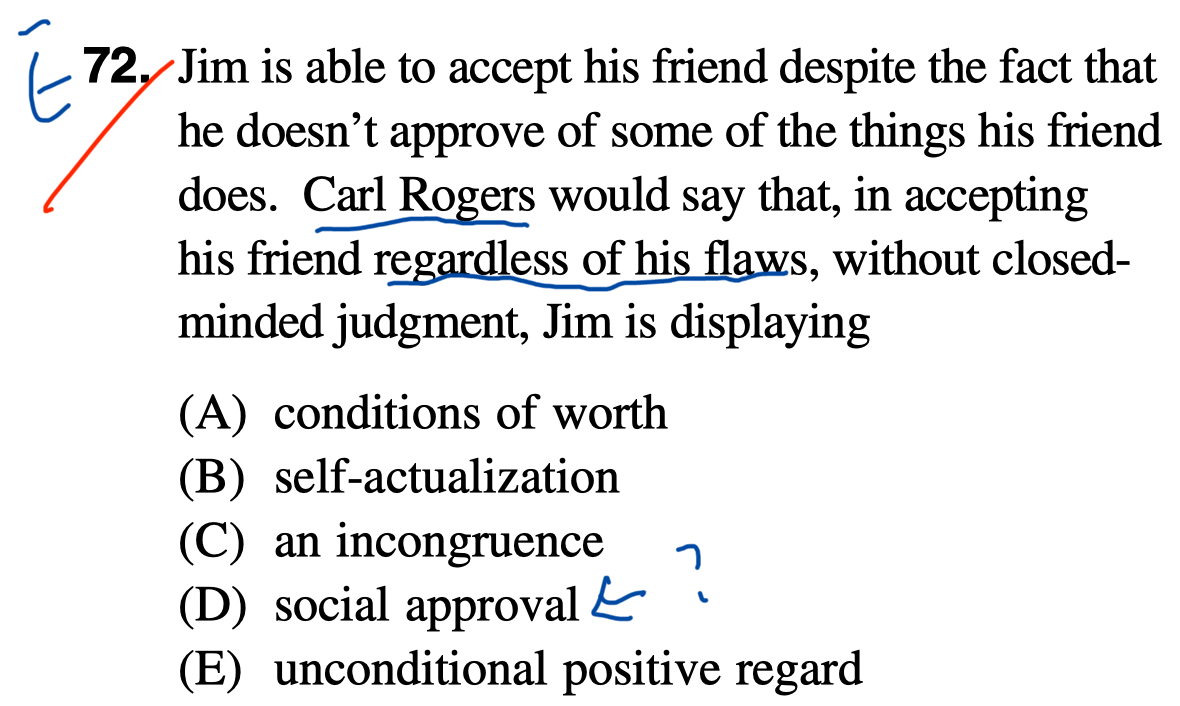 E 72. Jim is able to accept his friend despite the fact that
he doesn’t approve of some of the things his friend
does. Carl Rogers would say that, in accepting
his friend regardless of his flaws, without closed-
minded judgment, Jim is displaying
(A) conditions of worth
(B) self-actualization
(C) an incongruence
(D) social approval ?
(E) unconditional positive regard